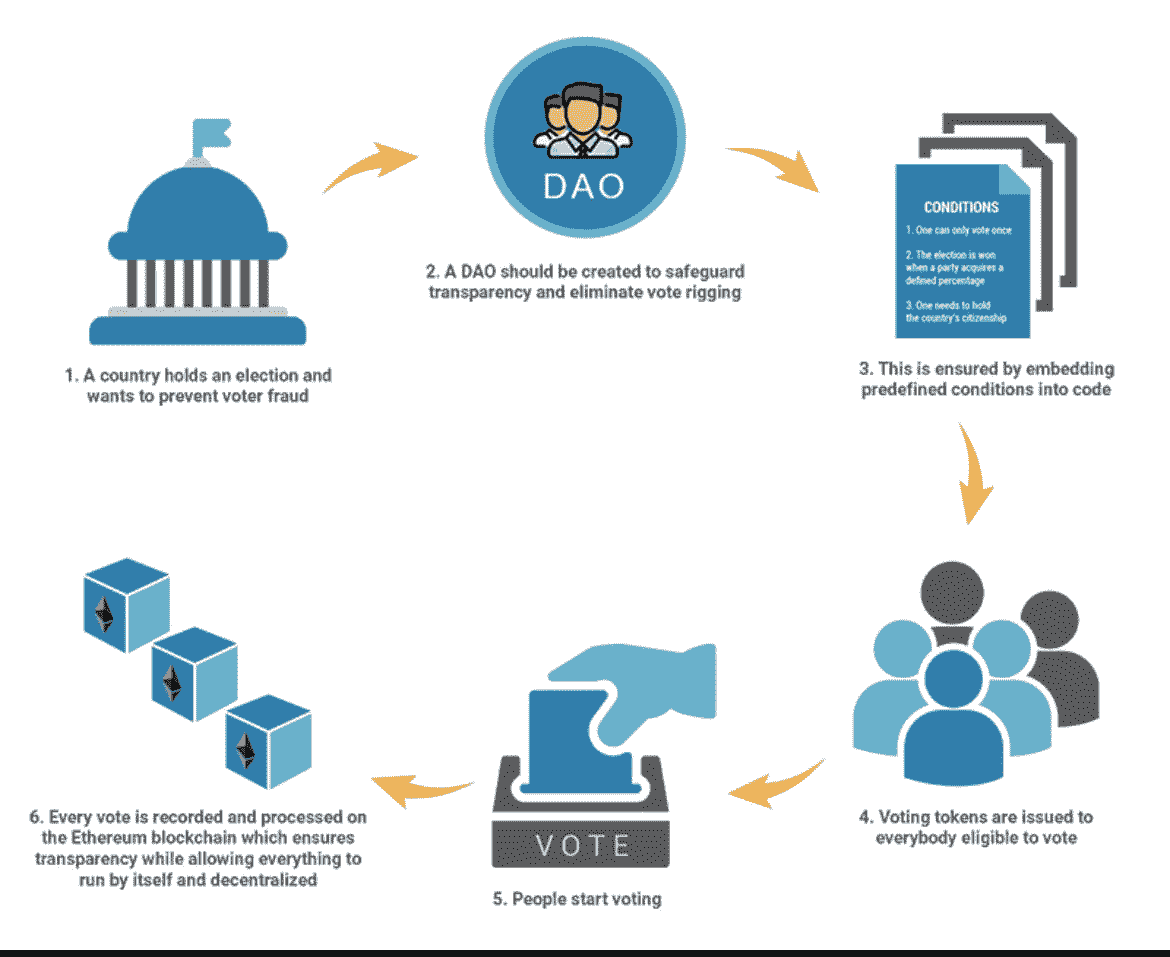 DAO
2. A DAO should be created to safeguard
transparency and eliminate vote rigging
1. A country holds an election and
wants to prevent voter fraud
CONDITIONS
1. One can only vote once
2. The election is won
when a party acquires a
defined percentage
3. One needs to hold
the country's citizenship
3. This is ensured by embedding
predefined conditions into code
4. Voting tokens are issued to
everybody eligible to vote
VOTE
5. People start voting
6. Every vote is recorded and processed on
the Ethereum blockchain which ensures
transparency while allowing everything to
run by itself and decentralized